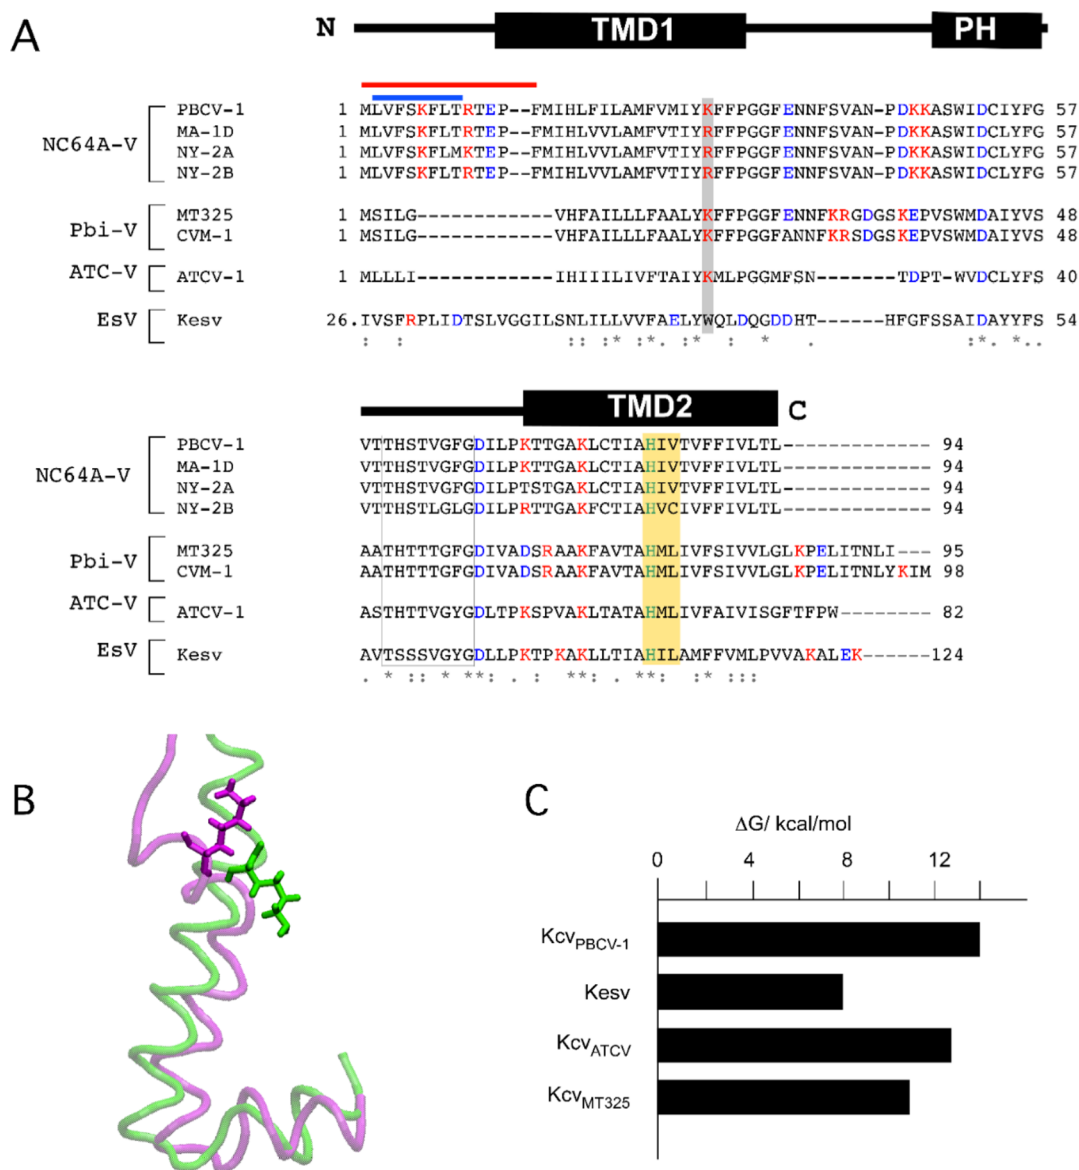 A
N TMD1 PH
NC64A-V
PBCV-1 1 MLVFSKFLTRTEP--FMIHLFILAMFVMIYKFFPGGFENNFSVAN-PDKKASWIDCIYFG 57
MA-1D 1 MLVFSKFLTRTEP--FMIHLVVLAMFVTIYRFFPGGFENNFSVAN-PDKKASWIDCIYFG 57
NY-2A 1 MLVFSKFLMKTEP--FMIHLVVLAMFVTIYRFFPGGFENNFSVAN-PDKKASWIDCIYFG 57
NY-2B 1 MLVFSKFLTRTEP--FMIHLVVLAMFVTIYRFFPGGFENNFSVAN-PDKKASWIDCIYFG 57
Pbi-V
MT325 1 MSILG------------VHFAILLLFAALYKFFPGGFENNFKRGDGSKEPVSWMDAIYVS 48
CVM-1 1 MSILG------------VHFAILLLFAALYKFFPGGFANNFKRSDGSKEPVSWMDAIYVS 48
ATC-V
ATCV-1 1 MLLLI------------IHIIILIVFTAIYKMLPGGMFSN-------TDPT-WVDCLYFS 40
EsV
Kesv 26.IVSFRPLIDTSLVGGILSNLILLVVFAELYWQLDQGDDHT------HFGFSSAIDAYYFS 54
: : :: :* :*. :* : * . :*. *..
TMD2 C
NC64A-V
PBCV-1 VTTHSTVGFGDILPKTTGAKLCTIAHIVTVFFIVLTL------------- 94
MA-1D VTTHSTVGFGDILPKTTGAKLCTIAHIVTVFFIVLTL------------- 94
NY-2A VTTHSTVGFGDILPTSTGAKLCTIAHIVTVFFIVLTL------------- 94
NY-2B VTTHSTLGLGDILPRTTGAKFCTIAHVCTVFFIVLTL------------- 94
Pbi-V
MT325 AATHTTTGFGDIVADSRAAKFAVTAHMLIVFSIVVLGLKPELITNLI--- 95
CVM-1 AATHTTTGFGDIVADSRAAKFAVTAHMLIVFSIVVLGLKPELITNLYKIM 98
ATC-V
ATCV-1 ASTHTTVGYGDLTPKSPVAKLTATAHMLIVFAIVISGFTFPW-------- 82
EsV
Kesv AVTSSSVGYGDLLPKTPKAKLLTIAHILAMFFVMLPVVAKALEK------ 124
. * :: * ** : . : ** . **: :* :::
B
C
ΔG/ kcal/mol
0 4 8 12
KcvPBCV-1
Kesv
KcvATCV
KcvMT325